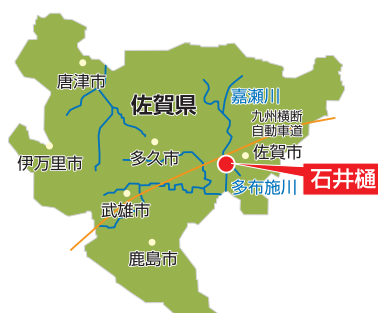 唐津市
佐賀県
嘉瀬川
九州横断
自動車道
伊万里市
多久市
佐賀市
石井樋
多布施川
武雄市
鹿島市